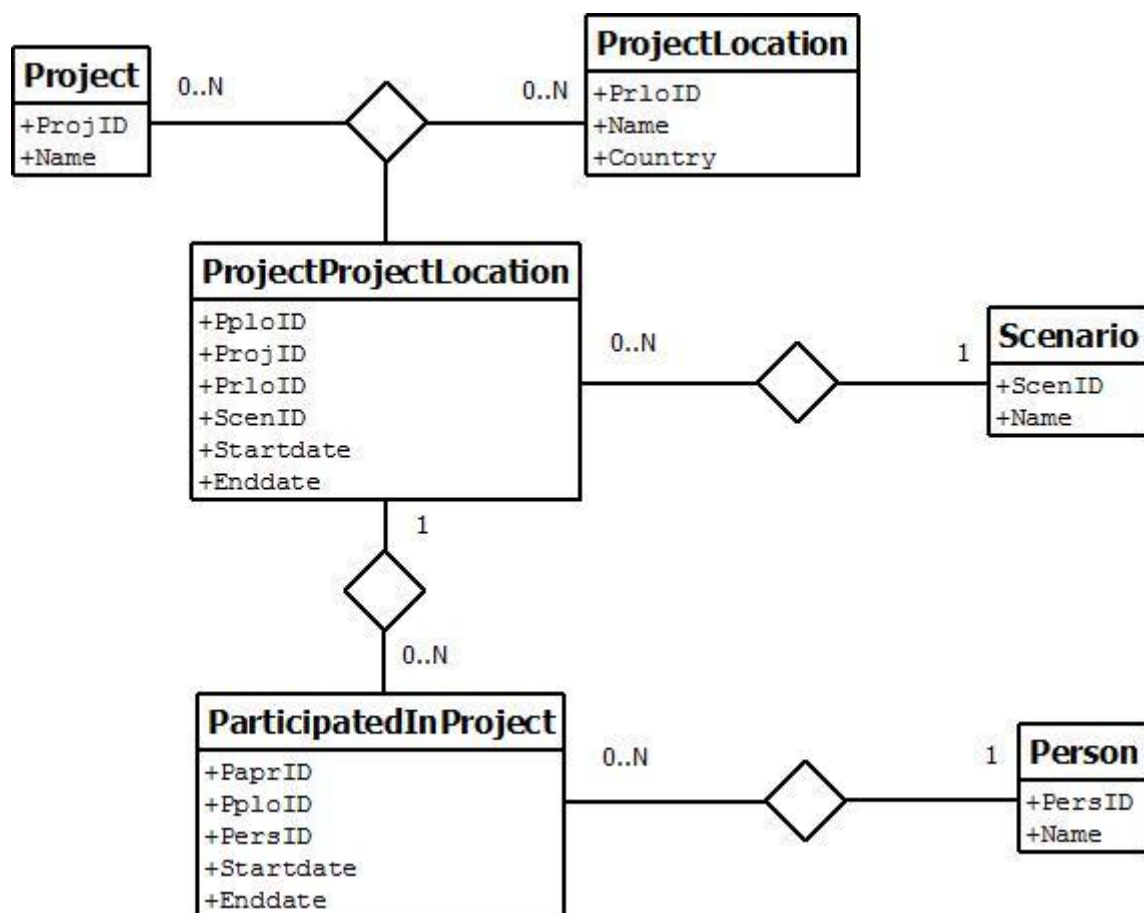 Project
+ProjID
+Name
0..N
0..N
ProjectLocation
+PrloID
+Name
+Country
ProjectProjectLocation
+PploID
+ProjID
+PrloID
+ScenID
+Startdate
+Enddate
0..N
1
Scenario
+ScenID
+Name
1
0..N
ParticipatedInProject
+PaprID
+PploID
+PersID
+Startdate
+Enddate
0..N
1
Person
+PersID
+Name